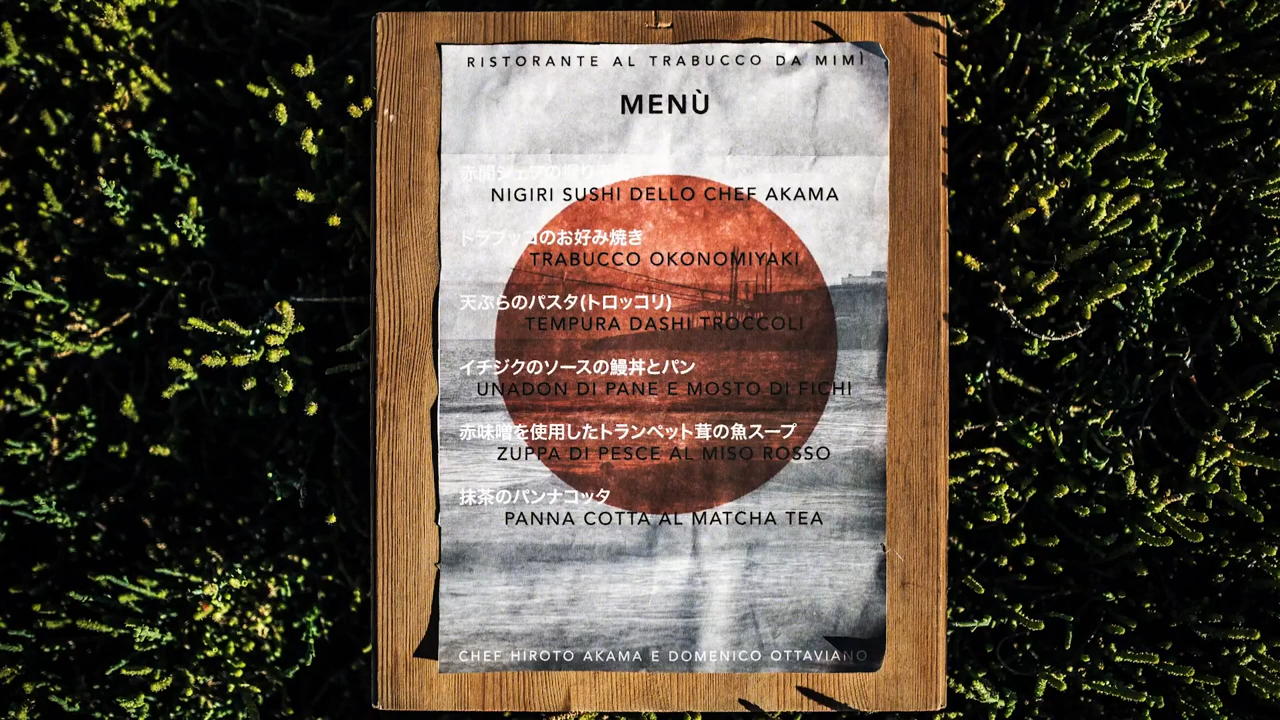 RISTORANTE AL TRABUCCO DA MIMÌ
MENÙ
赤間シェフの握り
NIGIRI SUSHI DELLO CHEF AKAMA
トラブッコのお好み焼き
TRABUCCO OKONOMIYAKI
天ぷらのパスタ(トロッコリ)
TEMPURA DASHI TROCCOLI
イチジクのソースの鰻丼とパン
UNADON DI PANE E MOSTO DI FICHI
赤味噌を使用したトランペット茸の魚スープ
ZUPPA DI PESCE AL MISO ROSSO
抹茶のパンナコッタ
PANNA COTTA AL MATCHA TEA
CHEF HIROTO AKAMA E DOMENICO OTTAVIANO